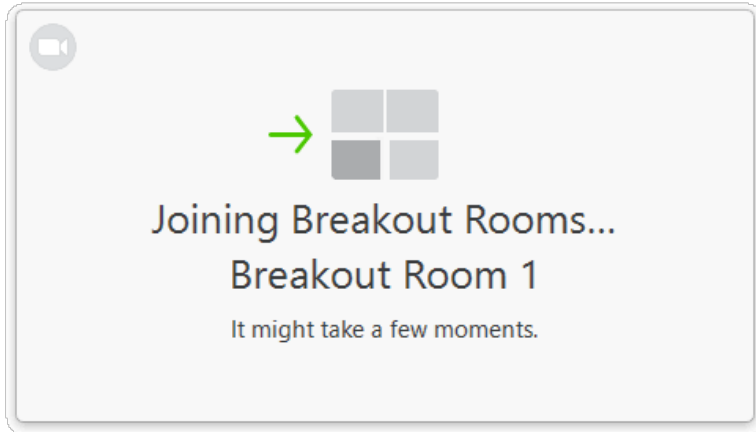 Joining Breakout Rooms...
Breakout Room 1
It might take a few moments.